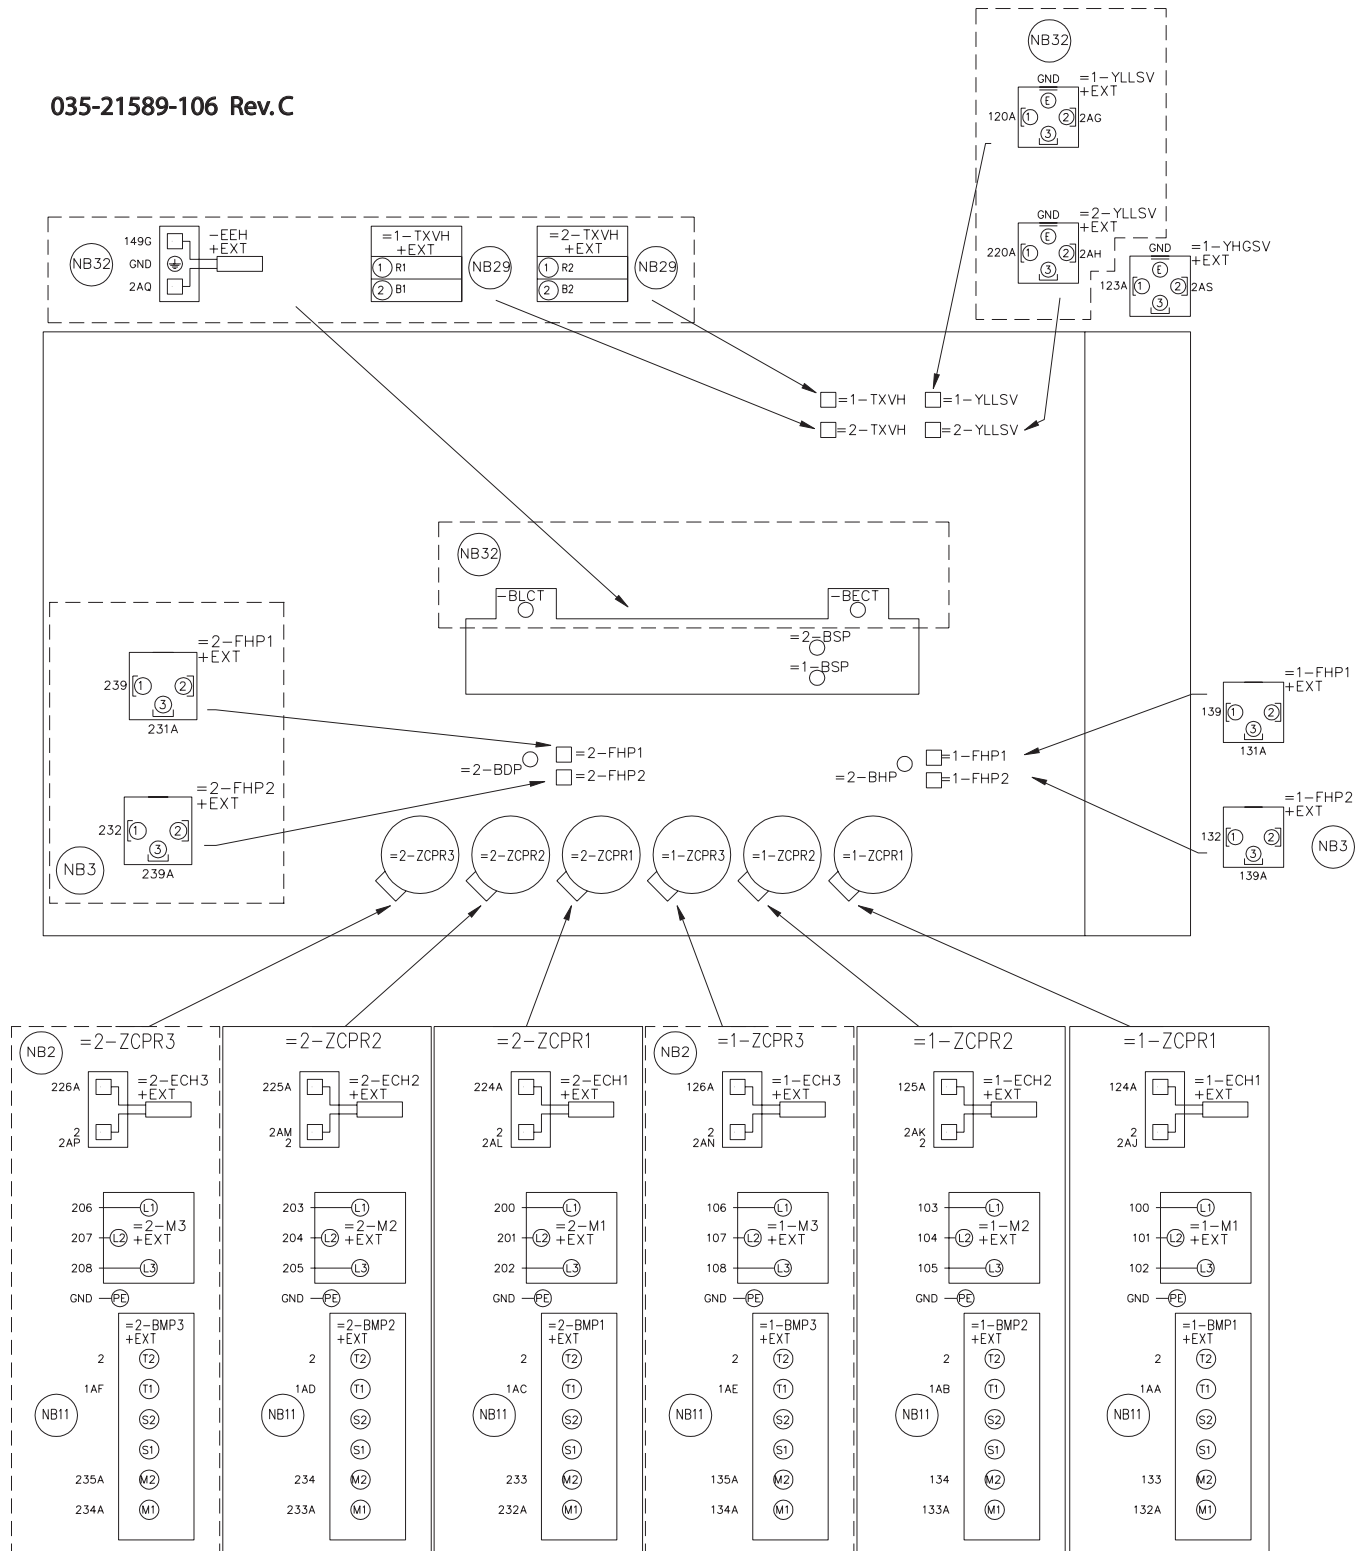 035-21589-106 Rev.C
NB32
GND =1-YLLSV
+EXT
E
120A 1 2 2AG
3
GND =2-YLLSV
+EXT
E
220A 1 2 2AH
3
GND =1-YHGSV
+EXT
E
123A 1 2 2AS
3
NB32
149G
GND
2AQ
-EEH
+EXT
=1-TXVH
+EXT
1 R1
2 B1
NB29
=2-TXVH
+EXT
1 R2
2 B2
NB29
=1-TXVH =1-YLLSV
=2-TXVH =2-YLLSV
NB32
-BLCT -BECT
=2-BSP
=1-BSP
=2-FHP1
+EXT
239 1 2
3
231A
=2-FHP2
+EXT
232 1 2
3
239A
NB3
=2-BDP
=2-FHP1
=2-FHP2
=2-BHP
=1-FHP1
=1-FHP2
=1-FHP1
+EXT
139 1 2
3
131A
=1-FHP2
+EXT
132 1 2
3
139A
NB3
=2-ZCPR3 =2-ZCPR2 =2-ZCPR1 =1-ZCPR3 =1-ZCPR2 =1-ZCPR1
NB2 =2-ZCPR3
226A =2-ECH3
+EXT
2
2AP
206 L1
207 L2 =2-M3
+EXT
208 L3
GND PE
=2-BMP3
+EXT
2 T2
1AF T1
NB11 S2
S1
235A M2
234A M1
=2-ZCPR2
225A =2-ECH2
+EXT
2AM
2
203 L1
204 L2 =2-M2
+EXT
205 L3
GND PE
=2-BMP2
+EXT
2 T2
1AD T1
NB11 S2
S1
234 M2
233A M1
=2-ZCPR1
224A =2-ECH1
+EXT
2
2AL
200 L1
201 L2 =2-M1
+EXT
202 L3
GND PE
=2-BMP1
+EXT
2 T2
1AC T1
NB11 S2
S1
233 M2
232A M1
NB2 =1-ZCPR3
126A =1-ECH3
+EXT
2
2AN
106 L1
107 L2 =1-M3
+EXT
108 L3
GND PE
=1-BMP3
+EXT
2 T2
1AE T1
NB11 S2
S1
135A M2
134A M1
=1-ZCPR2
125A =1-ECH2
+EXT
2AK
2
103 L1
104 L2 =1-M2
+EXT
105 L3
GND PE
=1-BMP2
+EXT
2 T2
1AB T1
NB11 S2
S1
134 M2
133A M1
=1-ZCPR1
124A =1-ECH1
+EXT
2
2AJ
100 L1
101 L2 =1-M1
+EXT
102 L3
GND PE
=1-BMP1
+EXT
2 T2
1AA T1
NB11 S2
S1
133 M2
132A M1